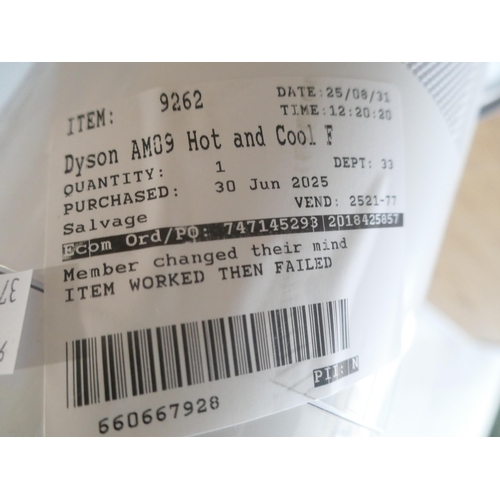 ITEM: 9262 DATE:25/08/31
TIME:12:20:20
Dyson AM09 Hot and Cool F
QUANTITY: 1 DEPT: 33
PURCHASED: 30 Jun 2025
VEND: 2521-77
Salvage
Ecom Ord/PO: 747145293 2018425857
Member changed their mind
ITEM WORKED THEN FAILED
PII: N
660667928